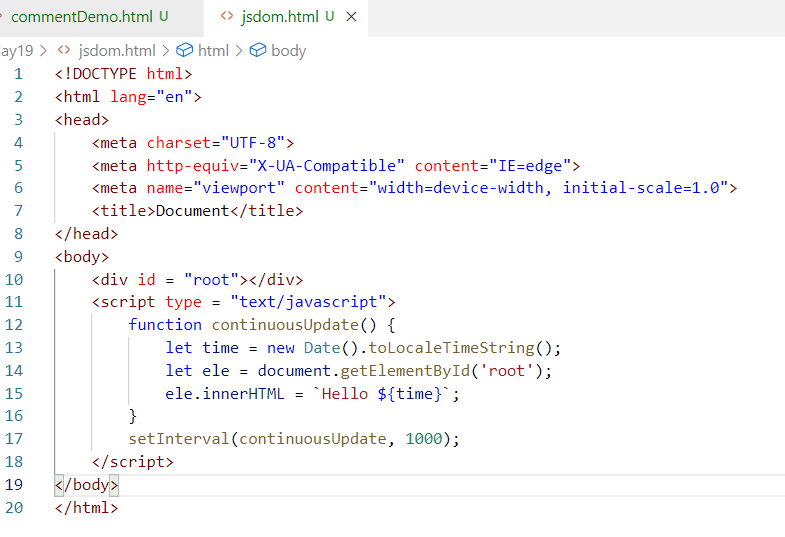 commentDemo.html U jsdom.html U ×
ay19 > <> jsdom.html > html > body
1 <!DOCTYPE html>
2 <html lang="en">
3 <head>
4     <meta charset="UTF-8">
5     <meta http-equiv="X-UA-Compatible" content="IE=edge">
6     <meta name="viewport" content="width=device-width, initial-scale=1.0">
7     <title>Document</title>
8 </head>
9 <body>
10     <div id = "root"></div>
11     <script type = "text/javascript">
12         function continuousUpdate() {
13             let time = new Date().toLocaleTimeString();
14             let ele = document.getElementById('root');
15             ele.innerHTML = `Hello ${time}`;
16         }
17         setInterval(continuousUpdate, 1000);
18     </script>
19 </body>
20 </html>